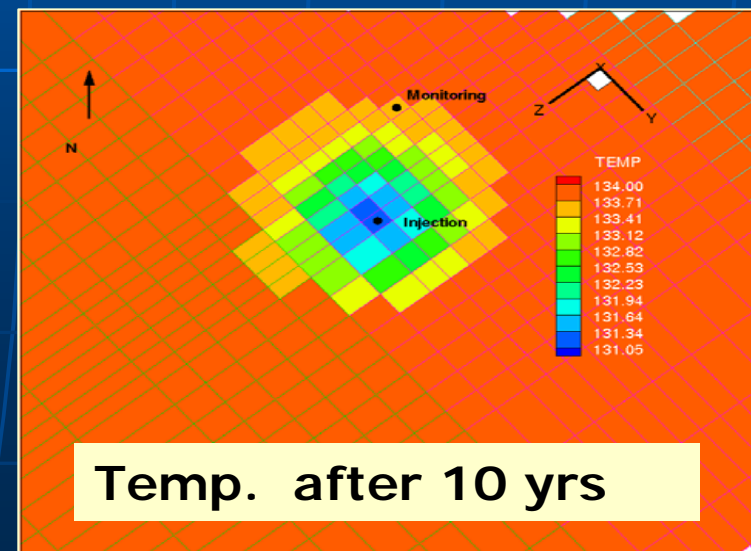 Monitoring
N
X
Z
Y
TEMP
134.00
133.71
133.41
133.12
132.82
132.53
132.23
131.94
131.64
131.34
131.05
Injection
Temp. after 10 yrs